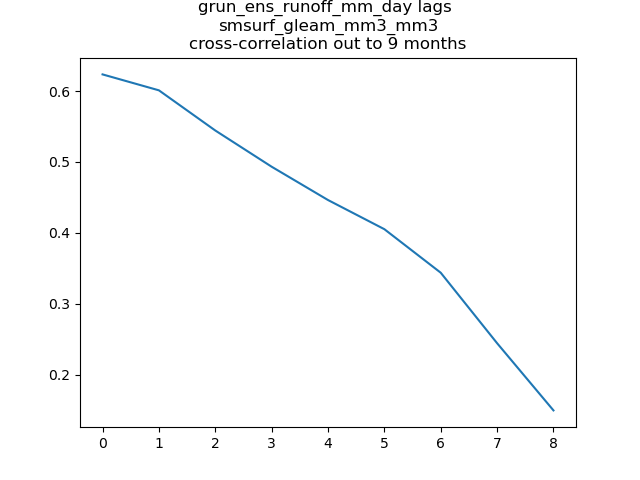 grun_ens_runoff_mm_day lags
smsurf_gleam_mm3_mm3
cross-correlation out to 9 months
0.6
0.5
0.4
0.3
0.2
0 1 2 3 4 5 6 7 8